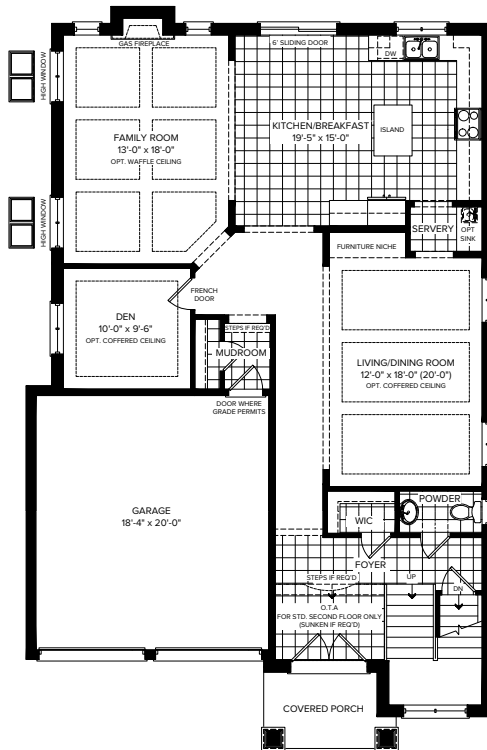 GAS FIREPLACE
6' SLIDING DOOR
DW
HIGH WINDOW
FAMILY ROOM
13'-0" x 18'-0"
OPT. WAFFLE CEILING
KITCHEN/BREAKFAST
19'-5" x 15'-0"
ISLAND
HIGH WINDOW
SERVERY
OPT
SINK
FURNITURE NICHE
FRENCH
DOOR
DEN
10'-0" x 9'-6"
OPT. COFFERED CEILING
STEPS IF REQ'D
MUDROOM
LIVING/DINING ROOM
12'-0" x 18'-0" (20'-0")
OPT. COFFERED CEILING
DOOR WHERE
GRADE PERMITS
GARAGE
18'-4" x 20'-0"
POWDER
WIC
FOYER
STEPS IF REQ'D
UP
DN
O.T.A
FOR STD. SECOND FLOOR ONLY
(SUNKEN IF REQ'D)
COVERED PORCH